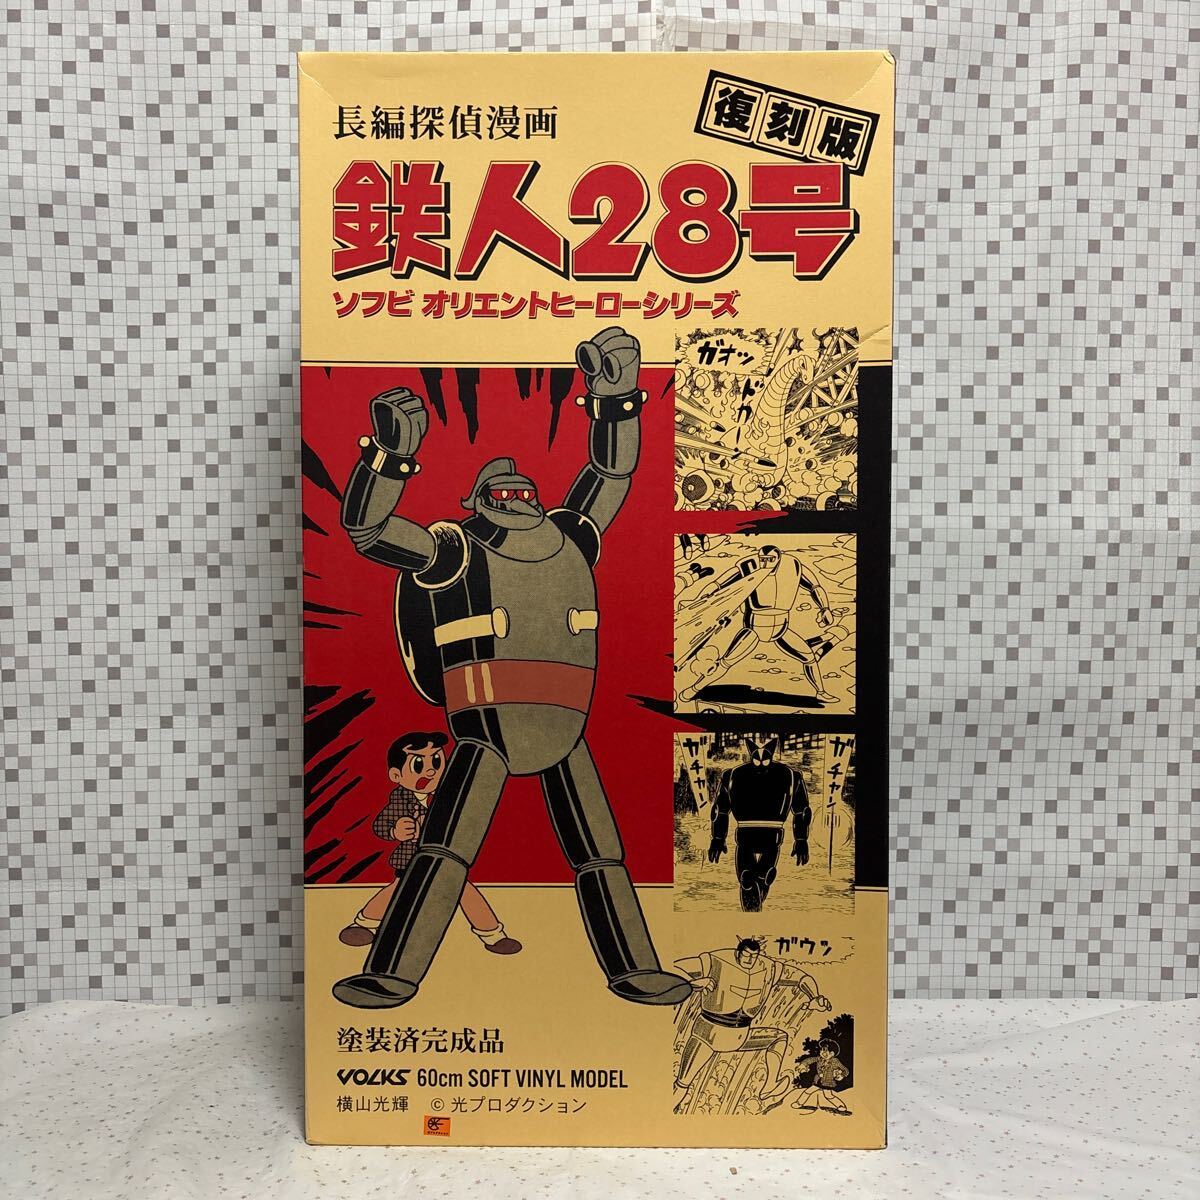 長編探偵漫画
復刻版
鉄人28号
ソフビ オリエントヒーローシリーズ
ガオッ
ドカーン
ガチャン
ガチャン
ガウッ
塗装済完成品
VOLKS 60cm SOFT VINYL MODEL
横山光輝 © 光プロダクション